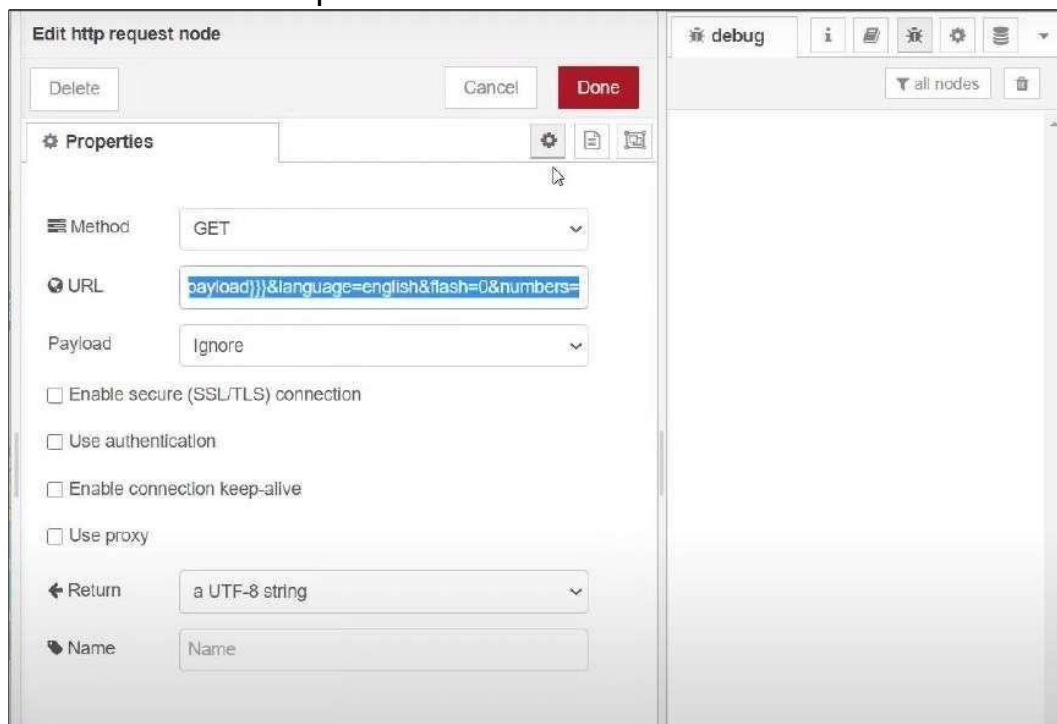 Edit http request node
debug
Delete
Cancel
Done
all nodes
Properties
Method
GET
URL
payload}}}&language=english&flash=0&numbers=
Payload
Ignore
Enable secure (SSL/TLS) connection
Use authentication
Enable connection keep-alive
Use proxy
Return
a UTF-8 string
Name
Name